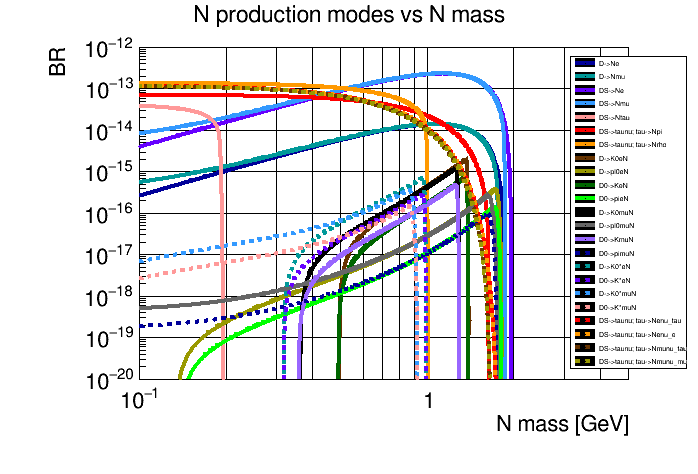 N production modes vs N mass
BR
10−12
10−13
10−14
10−15
10−16
10−17
10−18
10−19
10−20
10−1
1
N mass [GeV]
D->Ne
D->Nmu
DS->Ne
DS->Nmu
DS->Ntau
DS->taunu; tau->Npi
DS->taunu; tau->Nrho
D->K0eN
D->pi0eN
D0->KeN
D0->pieN
D->K0muN
D->pi0muN
D0->KmuN
D0->pimuN
D->K0*eN
D0->K*eN
D->K0*muN
D0->K*muN
DS->taunu; tau->Nenu_tau
DS->taunu; tau->Nenu_e
DS->taunu; tau->Nmunu_tau
DS->taunu; tau->Nmunu_mu